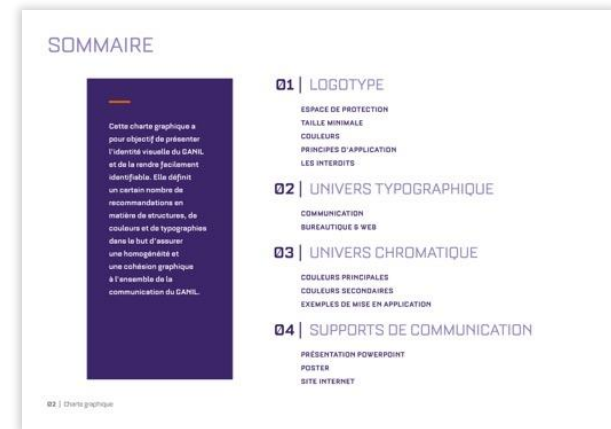 SOMMAIRE
Cette charte graphique a
pour objectif de présenter
l'identité visuelle du GANIL
et de la rendre facilement
identifiable. Elle définit
un certain nombre de
recommandations en
matière de structures, de
couleurs et de typographies
dans le but d'assurer
une homogénéité et
une cohésion graphique
à l'ensemble de la
communication du GANIL.
01 | LOGOTYPE
ESPACE DE PROTECTION
TAILLE MINIMALE
COULEURS
PRINCIPES D'APPLICATION
LES INTERDITS
02 | UNIVERS TYPOGRAPHIQUE
COMMUNICATION
BUREAUTIQUE & WEB
03 | UNIVERS CHROMATIQUE
COULEURS PRINCIPALES
COULEURS SECONDAIRES
EXEMPLES DE MISE EN APPLICATION
04 | SUPPORTS DE COMMUNICATION
PRÉSENTATION POWERPOINT
POSTER
SITE INTERNET
02 | Charte graphique